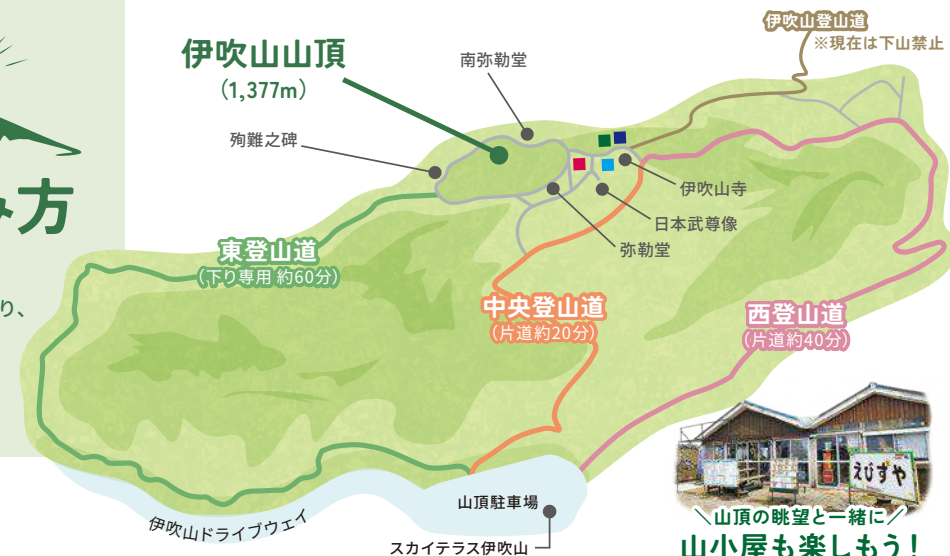 伊吹山登山道
※現在は下山禁止
伊吹山山頂
（1,377m）
南弥勒堂
殉難之碑
み方
伊吹山寺
日本武尊像
弥勒堂
東登山道
（下り専用 約60分）
り、
中央登山道
（片道約20分）
西登山道
（片道約40分）
えびすや
山頂駐車場
伊吹山ドライブウェイ
スカイテラス伊吹山
＼山頂の眺望と一緒に／
山小屋も楽しもう！